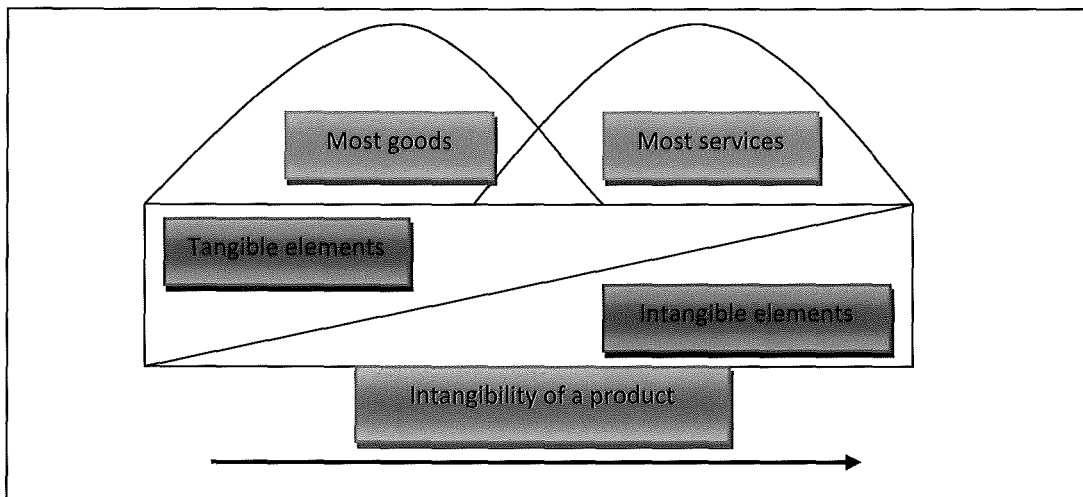 Most goods
Most services
Tangible elements
Intangible elements
Intangibility of a product